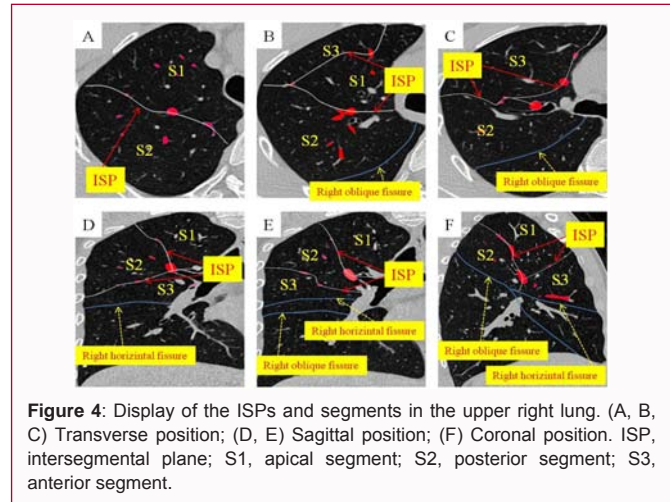 A
S1
S2
ISP
B
S3
S1
ISP
S2
Right oblique fissure
C
S3
ISP
S2
Right oblique fissure
D
S1
S2
ISP
S3
Right horizintal fissure
E
S1
S2
ISP
S3
Right horizintal fissure
Right oblique fissure
F
S1
ISP
S2
S3
Right oblique fissure
Right horizintal fissure
Figure 4: Display of the ISPs and segments in the upper right lung. (A, B,
C) Transverse position; (D, E) Sagittal position; (F) Coronal position. ISP,
intersegmental plane; S1, apical segment; S2, posterior segment; S3,
anterior segment.